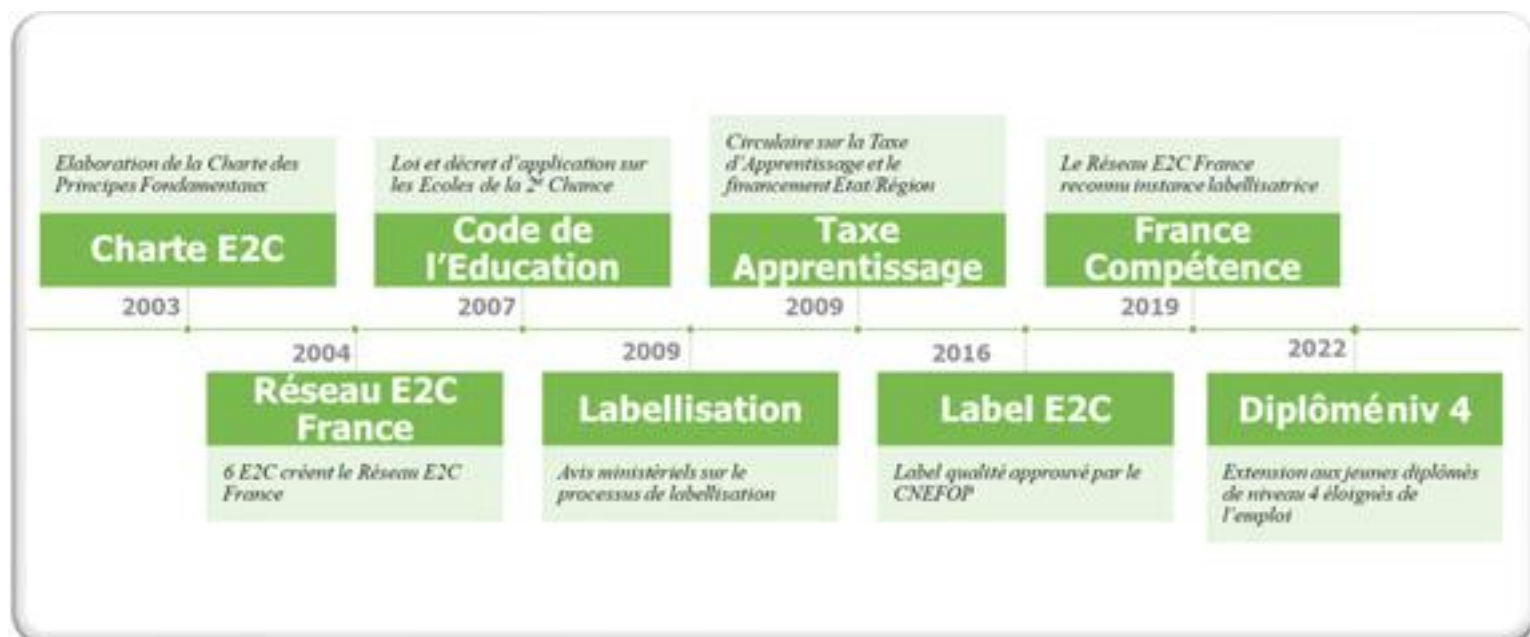 Elaboration de la Charte des
Principes Fondamentaux
Charte E2C
2003
2004
Réseau E2C
France
6 E2C créent le Réseau E2C
France
Loi et décret d'application sur
les Ecoles de la 2e Chance
Code de
l'Education
2007
2009
Labellisation
Avis ministériels sur le
processus de labellisation
Circulaire sur la Taxe
d'Apprentissage et le
financement Etat/Région
Taxe
Apprentissage
2009
2016
Label E2C
Label qualité approuvé par le
CNEFOP
Le Réseau E2C France
reconnu instance labellisatrice
France
Compétence
2019
2022
Diplôméniv 4
Extension aux jeunes diplômés
de niveau 4 éloignés de
l'emploi